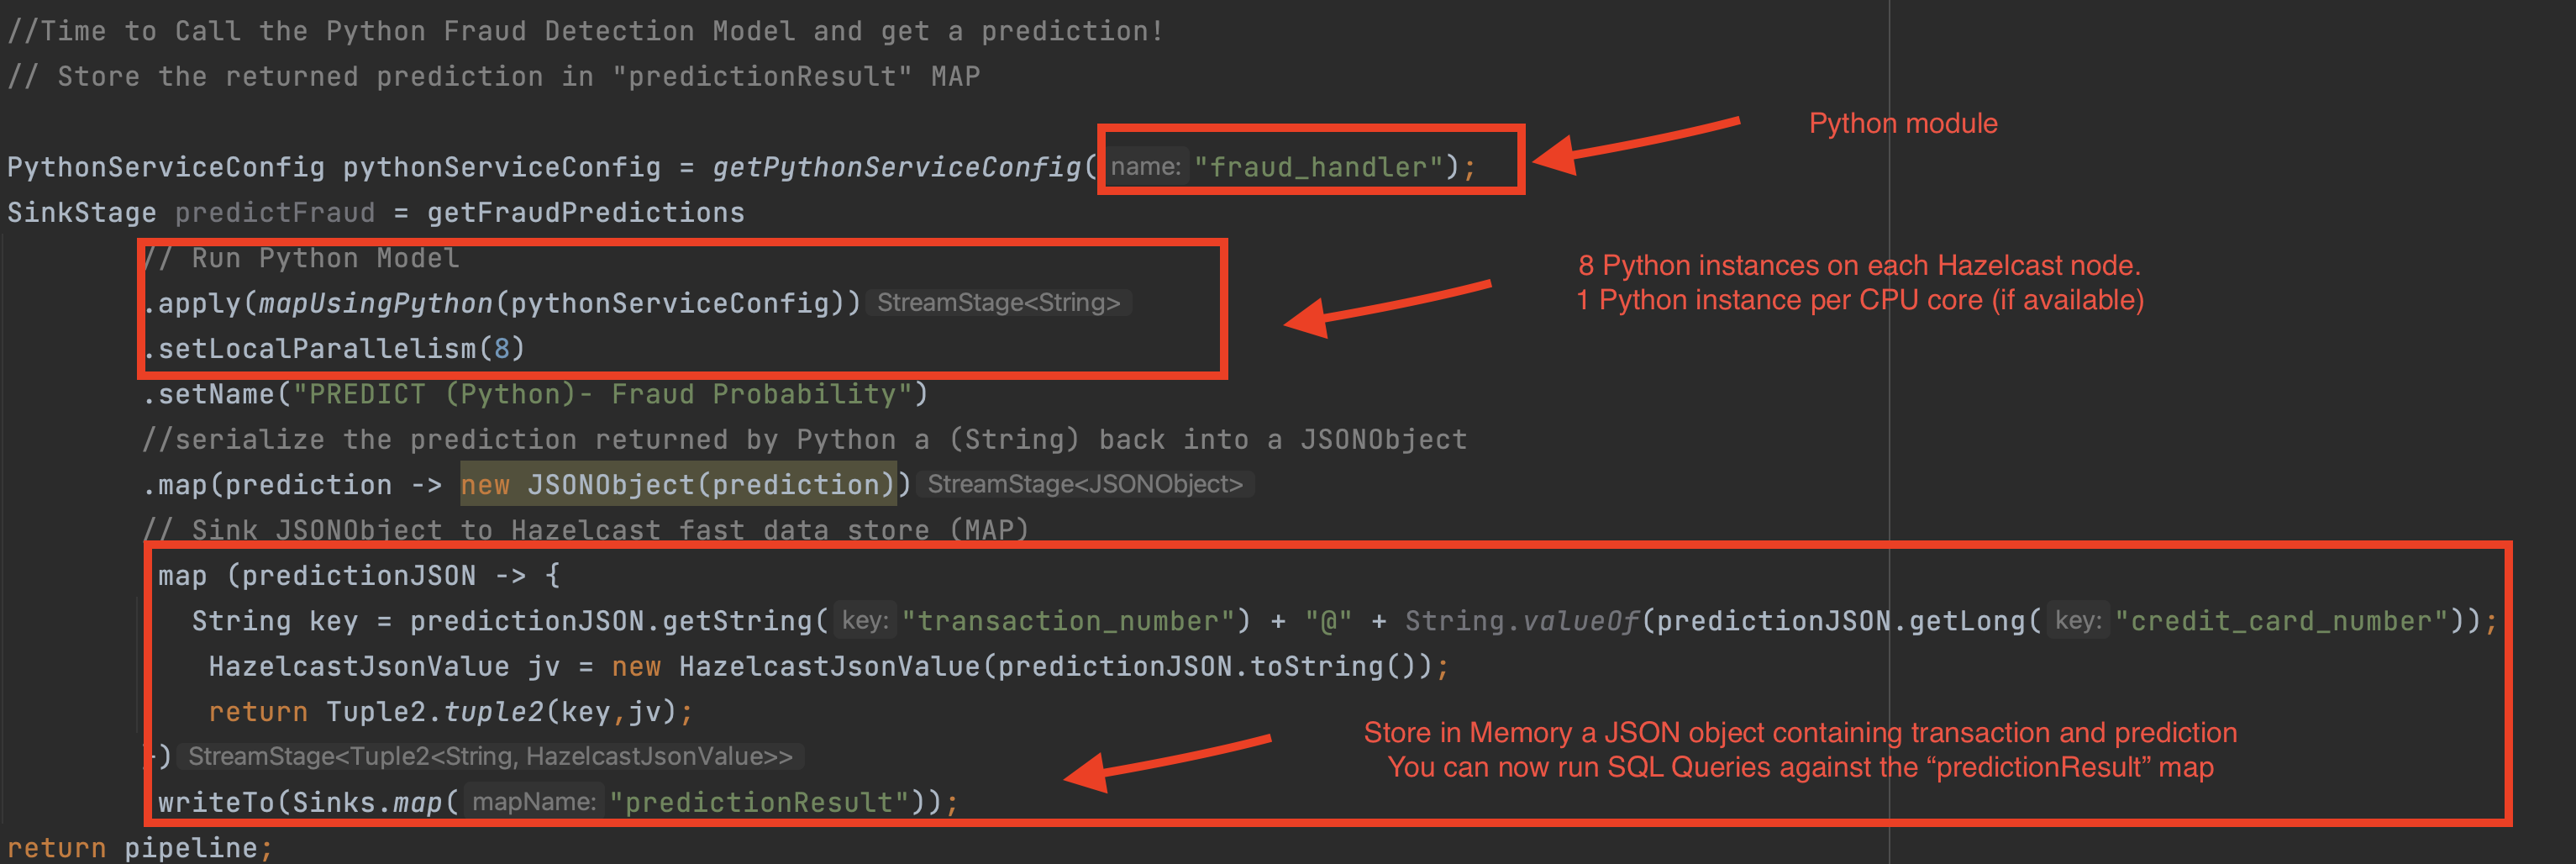 //Time to Call the Python Fraud Detection Model and get a prediction!
// Store the returned prediction in "predictionResult" MAP
Python module
PythonServiceConfig pythonServiceConfig = getPythonServiceConfig( name: "fraud_handler");
SinkStage predictFraud = getFraudPredictions
// Run Python Model
8 Python instances on each Hazelcast node.
1 Python instance per CPU core (if available)
.apply(mapUsingPython(pythonServiceConfig)) StreamStage<String>
.setLocalParallelism(8)
.setName("PREDICT (Python)- Fraud Probability")
//serialize the prediction returned by Python a (String) back into a JSONObject
.map(prediction -> new JSONObject(prediction)) StreamStage<JSONObject>
// Sink JSONObject to Hazelcast fast data store (MAP)
map (predictionJSON -> {
String key = predictionJSON.getString( key: "transaction_number") + "@" + String.valueOf(predictionJSON.getLong( key: "credit_card_number"));
HazelcastJsonValue jv = new HazelcastJsonValue(predictionJSON.toString());
return Tuple2.tuple2(key,jv);
Store in Memory a JSON object containing transaction and prediction
You can now run SQL Queries against the “predictionResult” map
}) StreamStage<Tuple2<String, HazelcastJsonValue>>
writeTo(Sinks.map( mapName: "predictionResult"));
return pipeline;